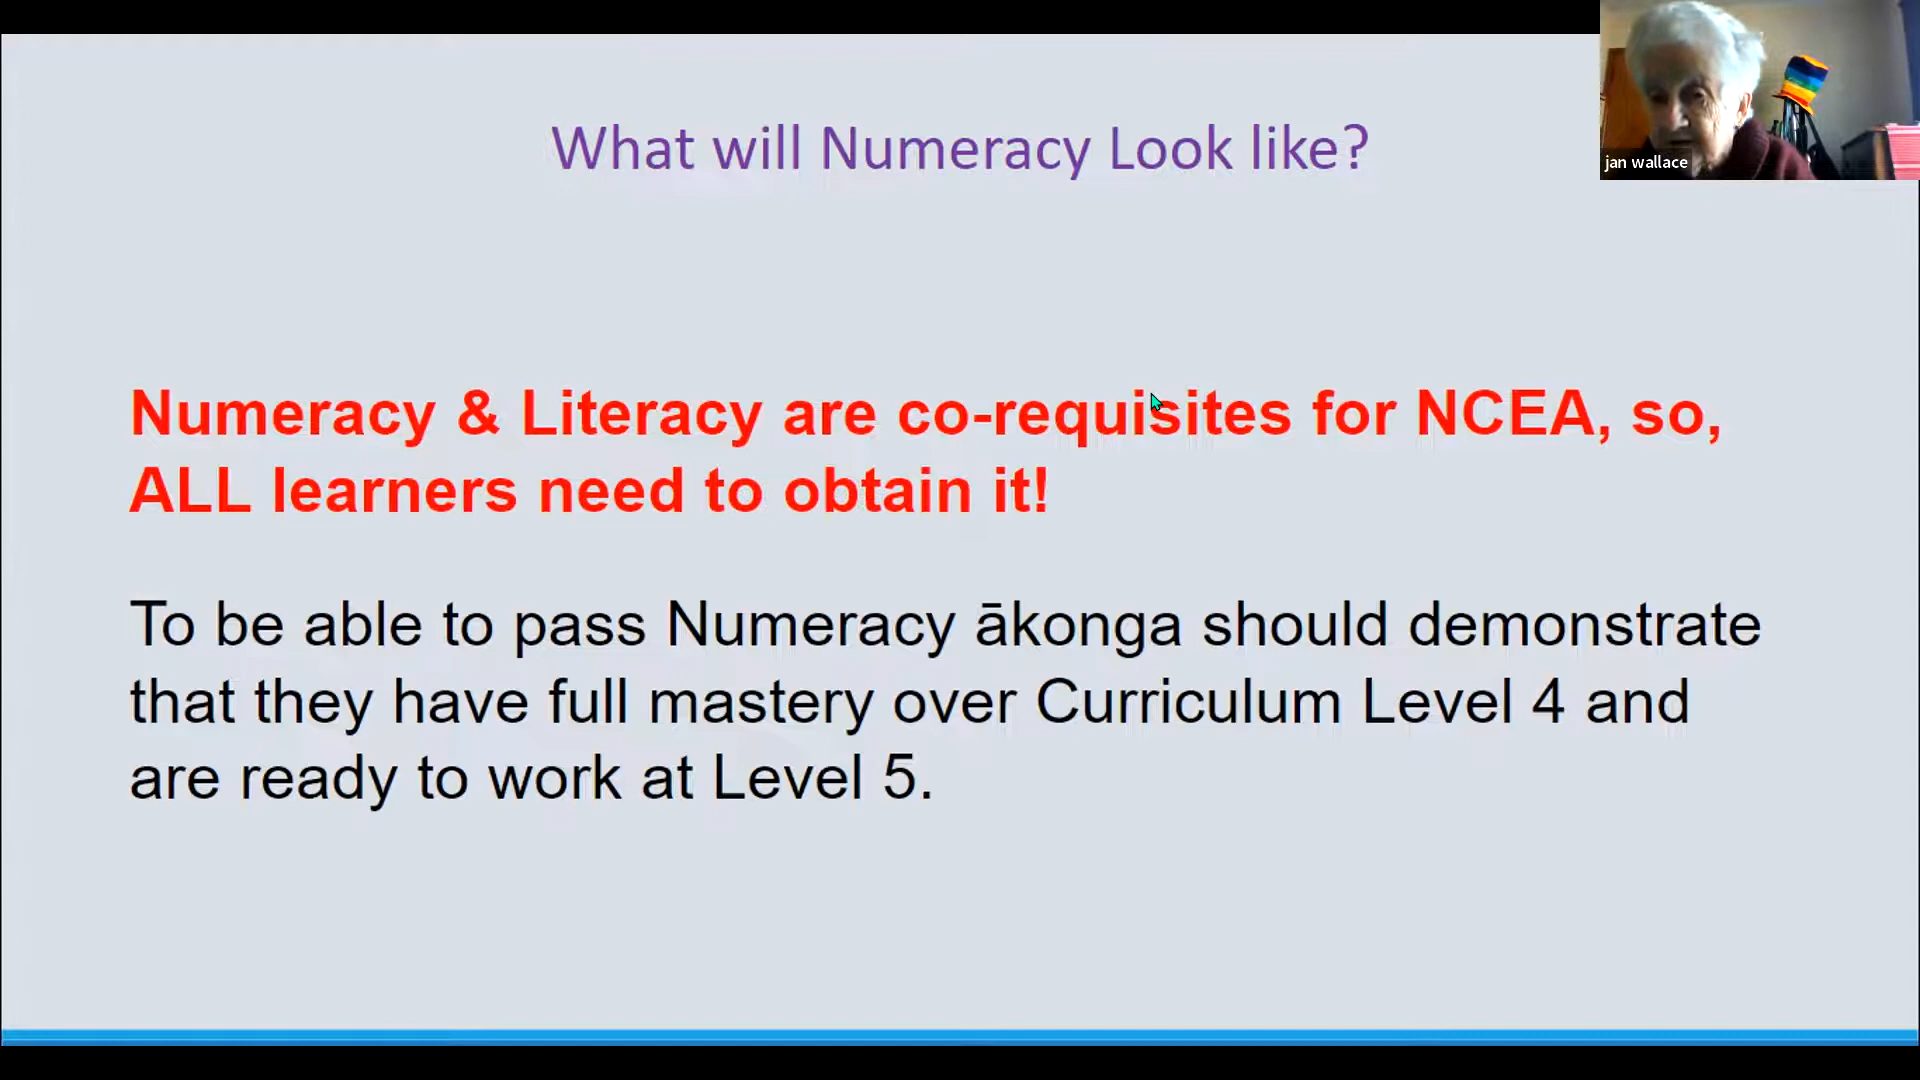 What will Numeracy Look like?
jan wallace
Numeracy & Literacy are co-requisites for NCEA, so,
ALL learners need to obtain it!
To be able to pass Numeracy ākonga should demonstrate
that they have full mastery over Curriculum Level 4 and
are ready to work at Level 5.